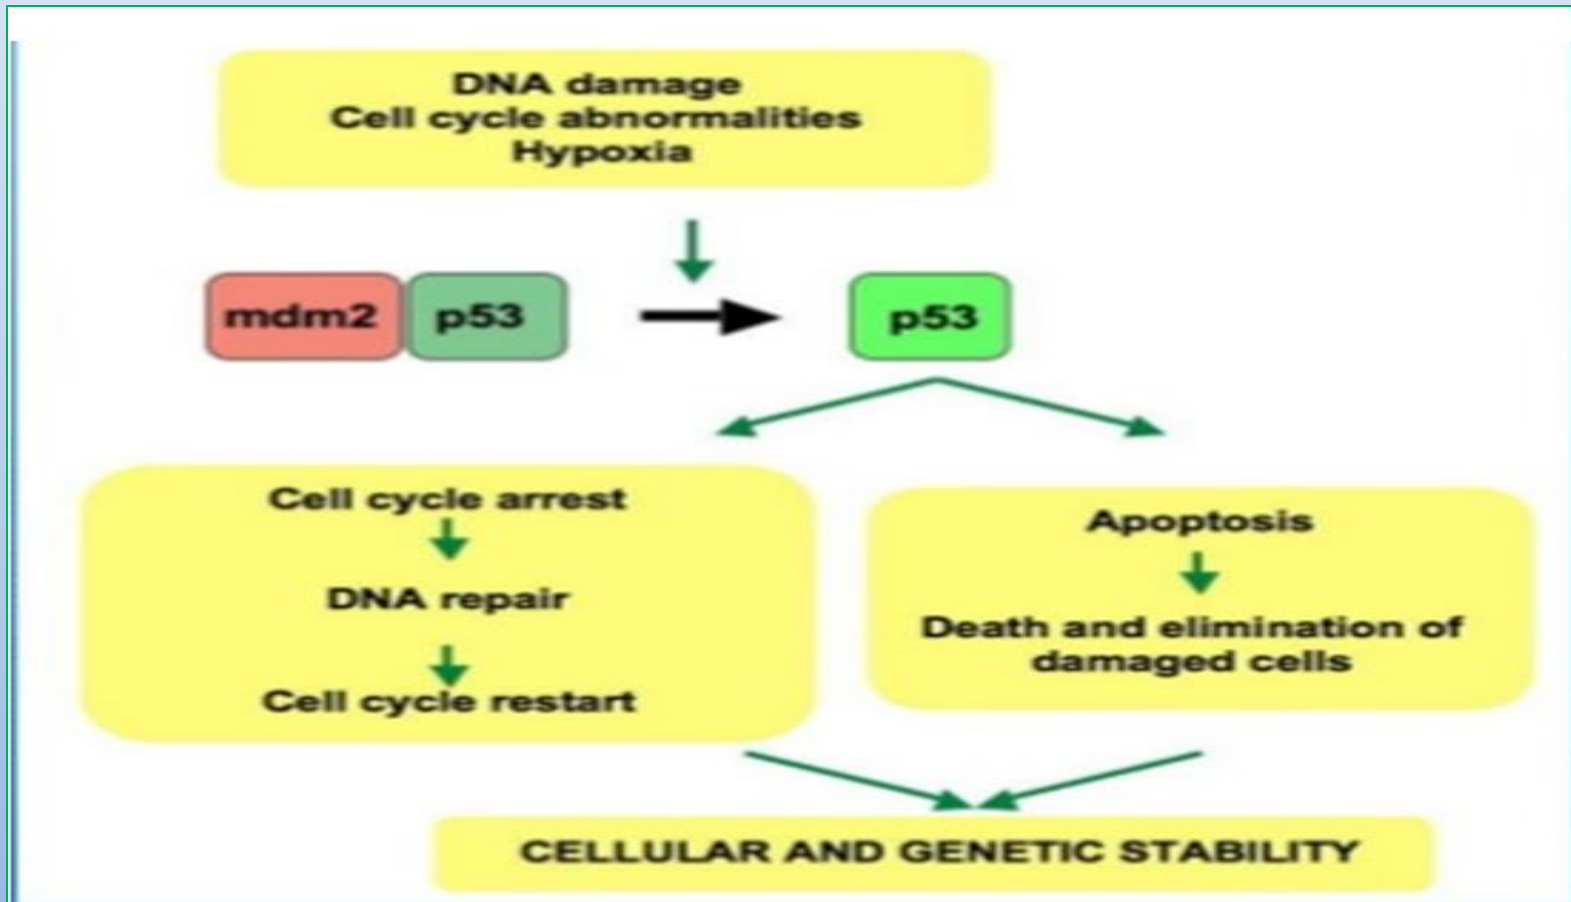 DNA damage
Cell cycle abnormalities
Hypoxia
mdm2
p53
p53
Cell cycle arrest
DNA repair
Cell cycle restart
Apoptosis
Death and elimination of
damaged cells
CELLULAR AND GENETIC STABILITY